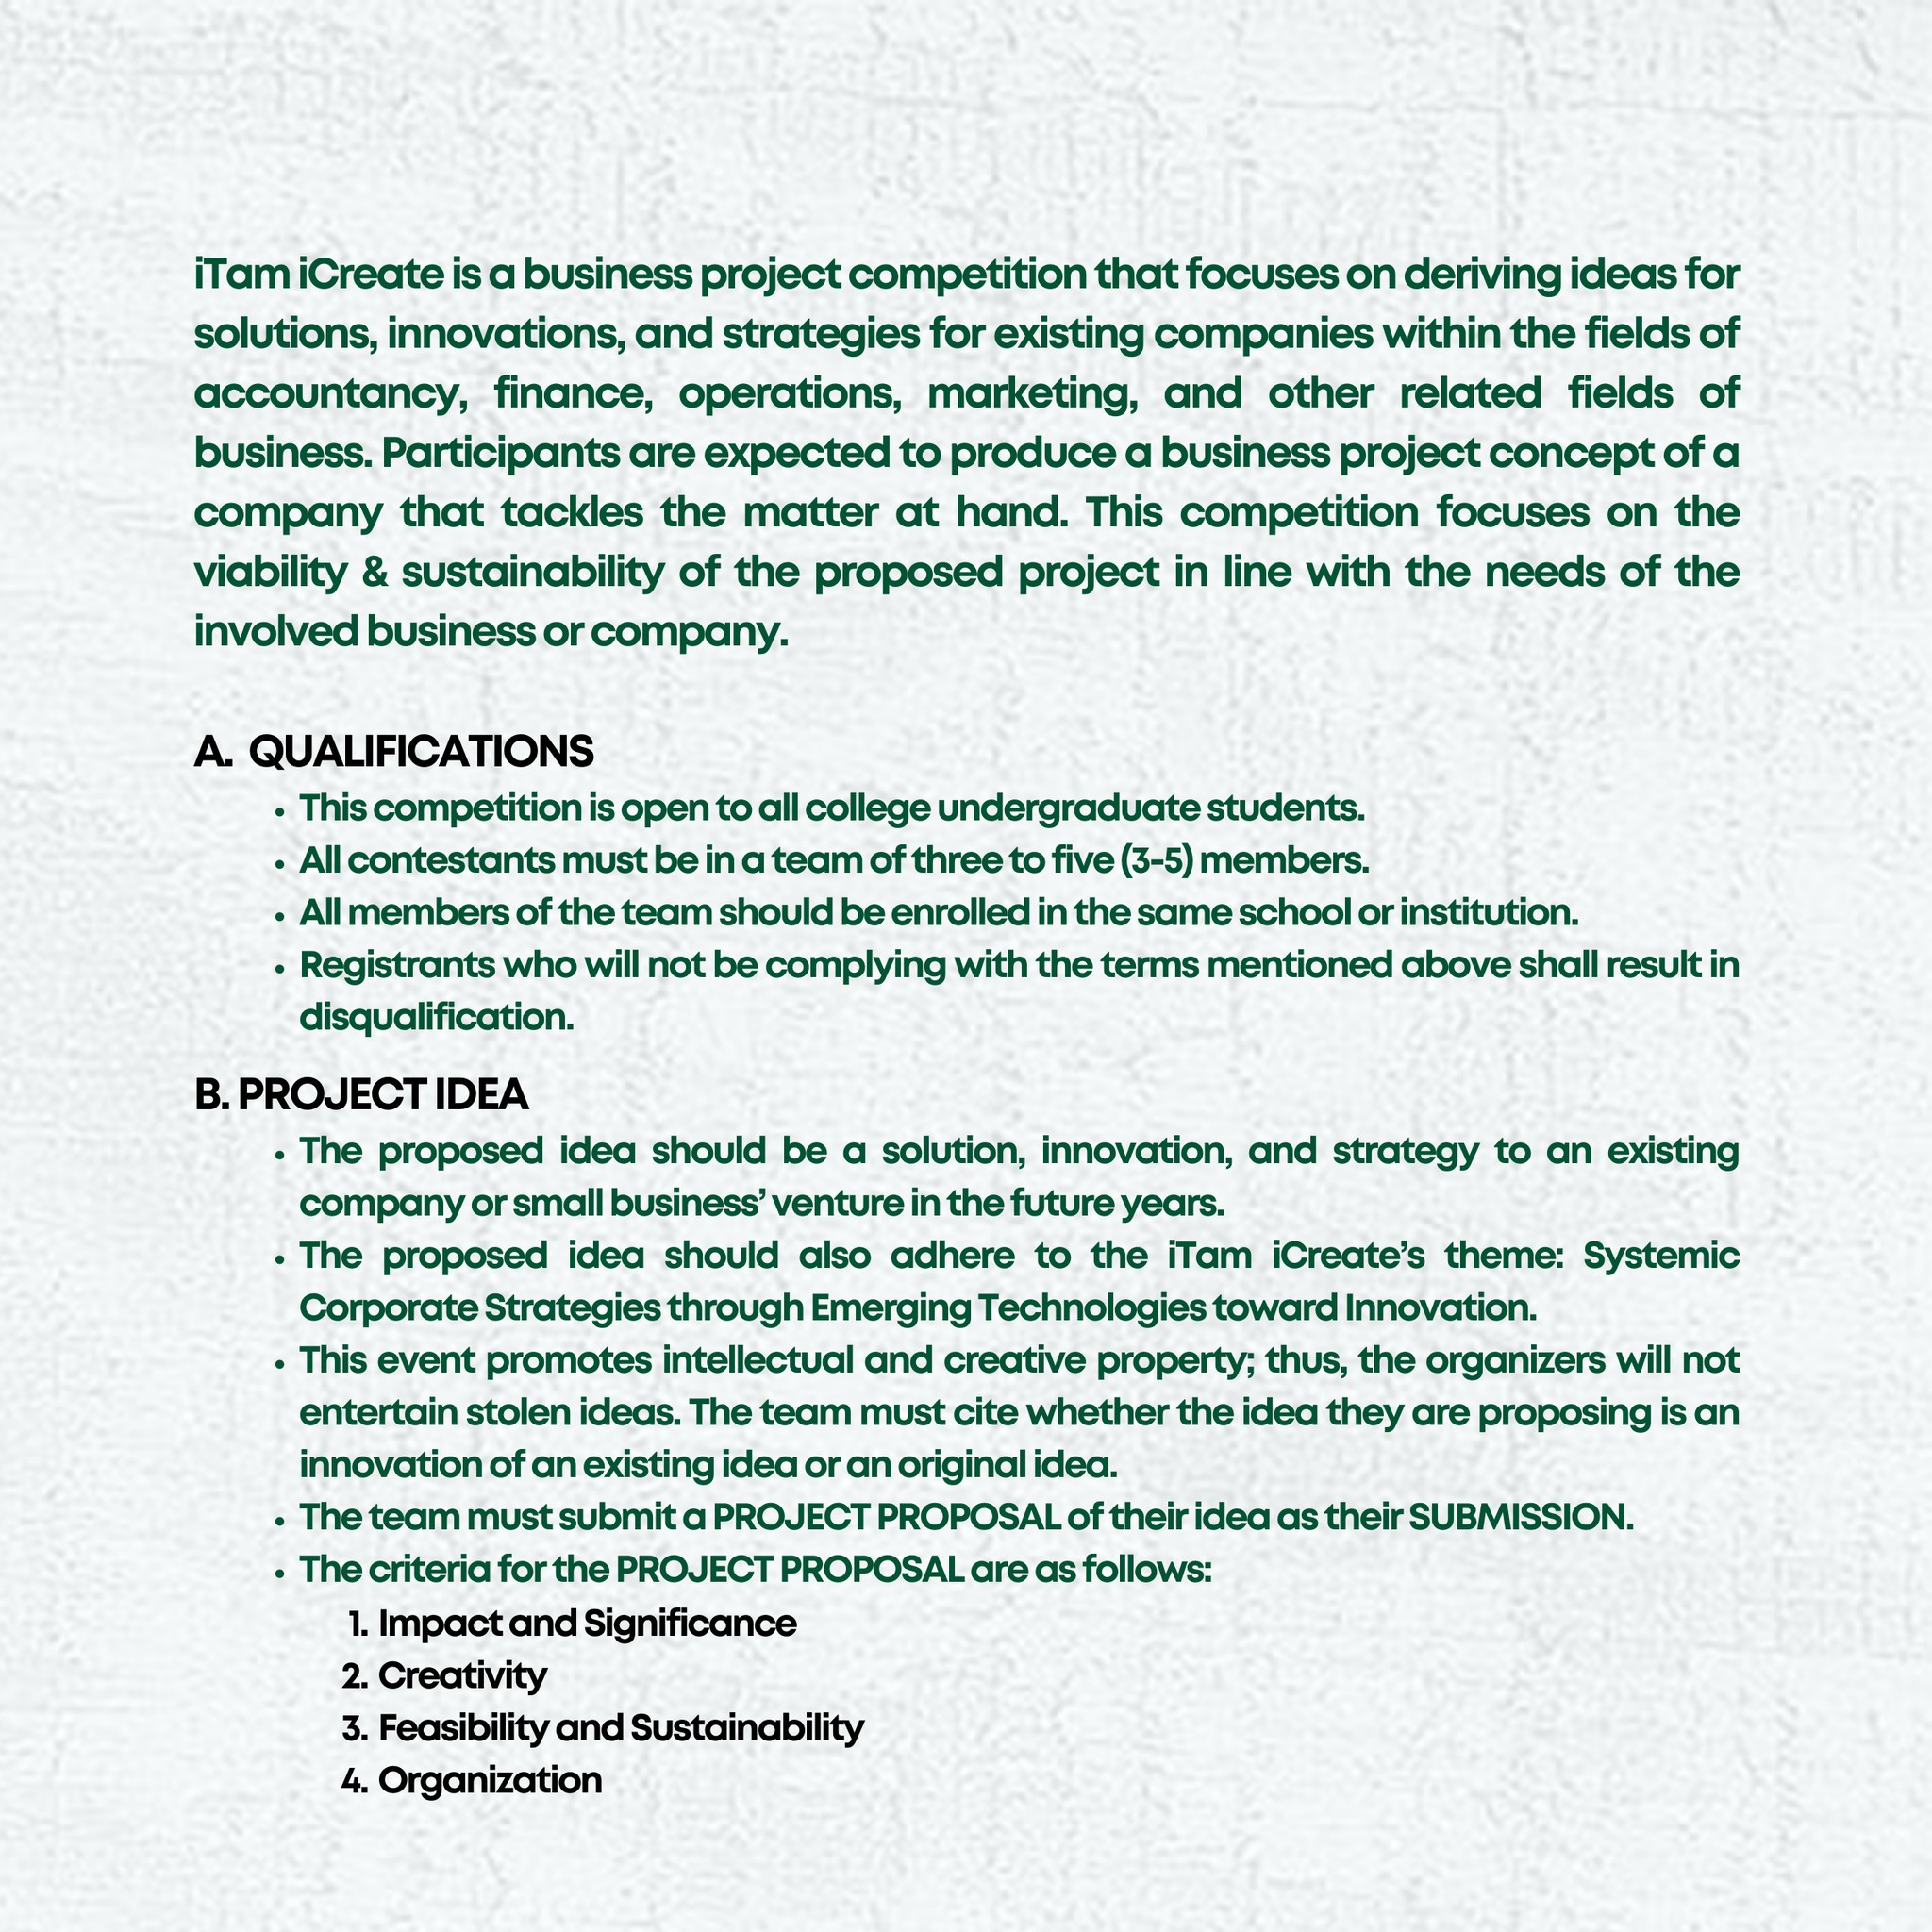 iTam iCreate is a business project competition that focuses on deriving ideas for
solutions, innovations, and strategies for existing companies within the fields of
accountancy, finance, operations, marketing, and other related fields of
business. Participants are expected to produce a business project concept of a
company that tackles the matter at hand. This competition focuses on the
viability & sustainability of the proposed project in line with the needs of the
involved business or company.
A. QUALIFICATIONS
• This competition is open to all college undergraduate students.
• All contestants must be in a team of three to five (3-5) members.
• All members of the team should be enrolled in the same school or institution.
• Registrants who will not be complying with the terms mentioned above shall result in
disqualification.
B. PROJECT IDEA
• The proposed idea should be a solution, innovation, and strategy to an existing
company or small business’ venture in the future years.
• The proposed idea should also adhere to the iTam iCreate’s theme: Systemic
Corporate Strategies through Emerging Technologies toward Innovation.
• This event promotes intellectual and creative property; thus, the organizers will not
entertain stolen ideas. The team must cite whether the idea they are proposing is an
innovation of an existing idea or an original idea.
• The team must submit a PROJECT PROPOSAL of their idea as their SUBMISSION.
• The criteria for the PROJECT PROPOSAL are as follows:
1. Impact and Significance
2. Creativity
3. Feasibility and Sustainability
4. Organization